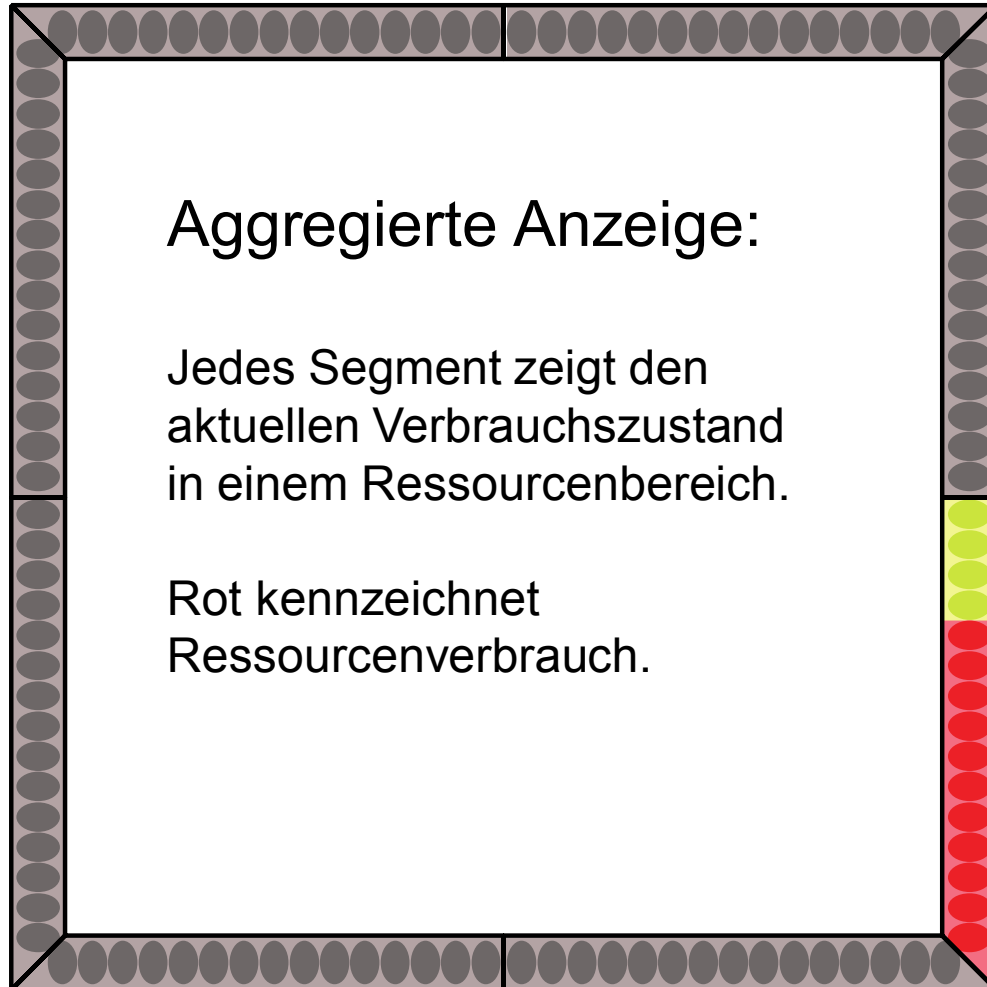 Aggregierte Anzeige:
Jedes Segment zeigt den
aktuellen Verbrauchszustand
in einem Ressourcenbereich.
Rot kennzeichnet
Ressourcenverbrauch.